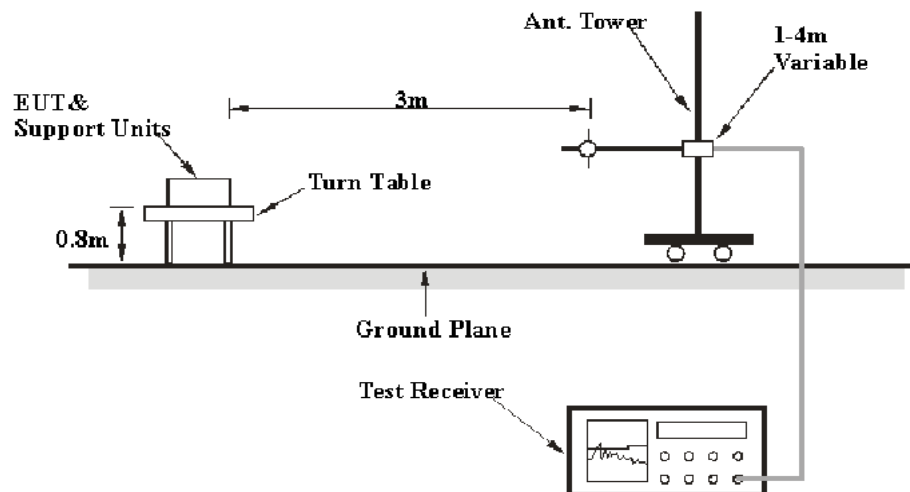 Ant. Tower
1-4m
Variable
3m
EUT&
Support Units
Turn Table
0.8m
Ground Plane
Test Receiver